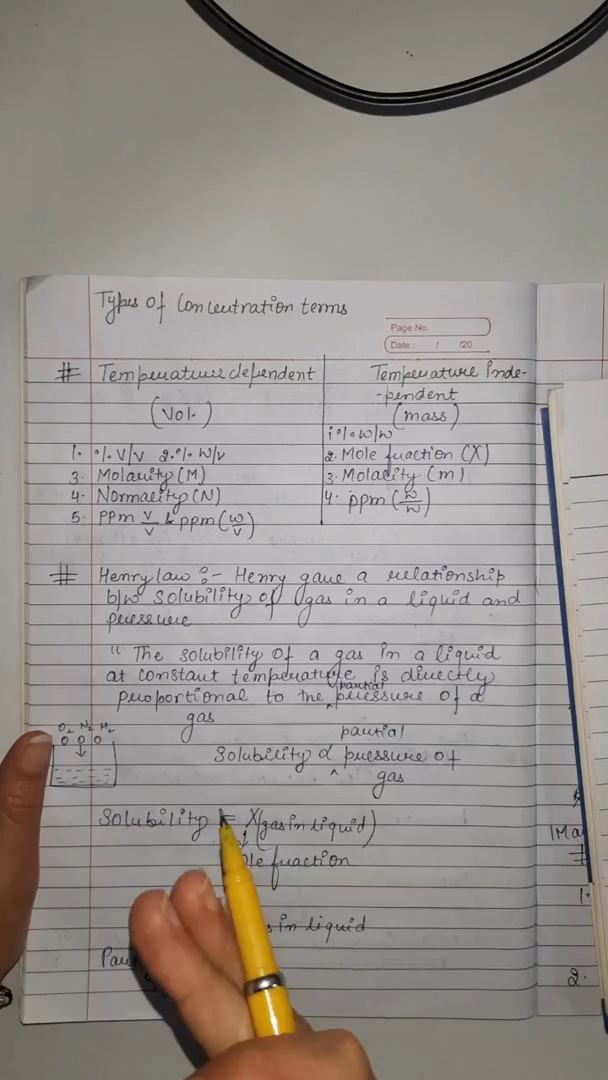 Types of Concentration terms
Page No.
Date : / /20
# Temperature dependent
(Vol.)
1. % V/V 2. % W/V
3. Molarity (M)
4. Normality (N)
5. PPm V/V & PPm (W/V)
Temperature Inde-
-pendent
(mass)
1 % w/w
2. Mole fraction (X)
3. Molality (m)
4. ppm (W/W)
# Henry law :- Henry gave a relationship
b/w Solubility of gas in a liquid and
pressure
" The solubility of a gas in a liquid
at constant temperature is directly
proportional to the partial pressure of a
gas
O2 N2 H2
Solubility α partial pressure of
gas
Solubility = X(gas in liquid)
fraction
in liquid
1.
2.